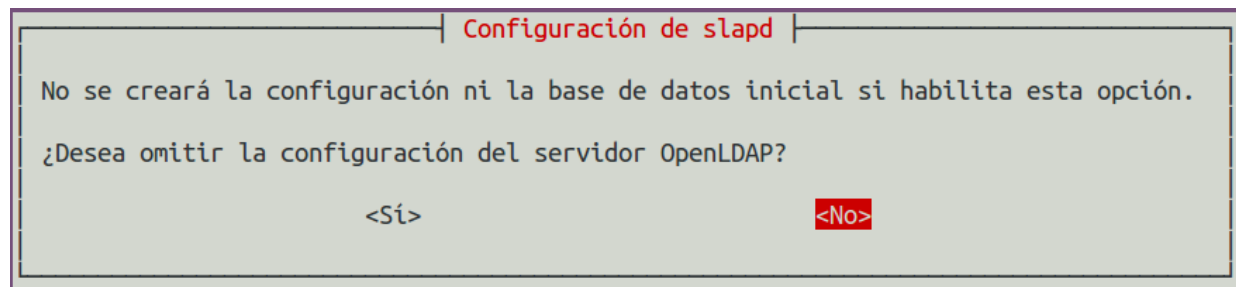 Configuración de slapd
No se creará la configuración ni la base de datos inicial si habilita esta opción.
¿Desea omitir la configuración del servidor OpenLDAP?
<Sí> <No>